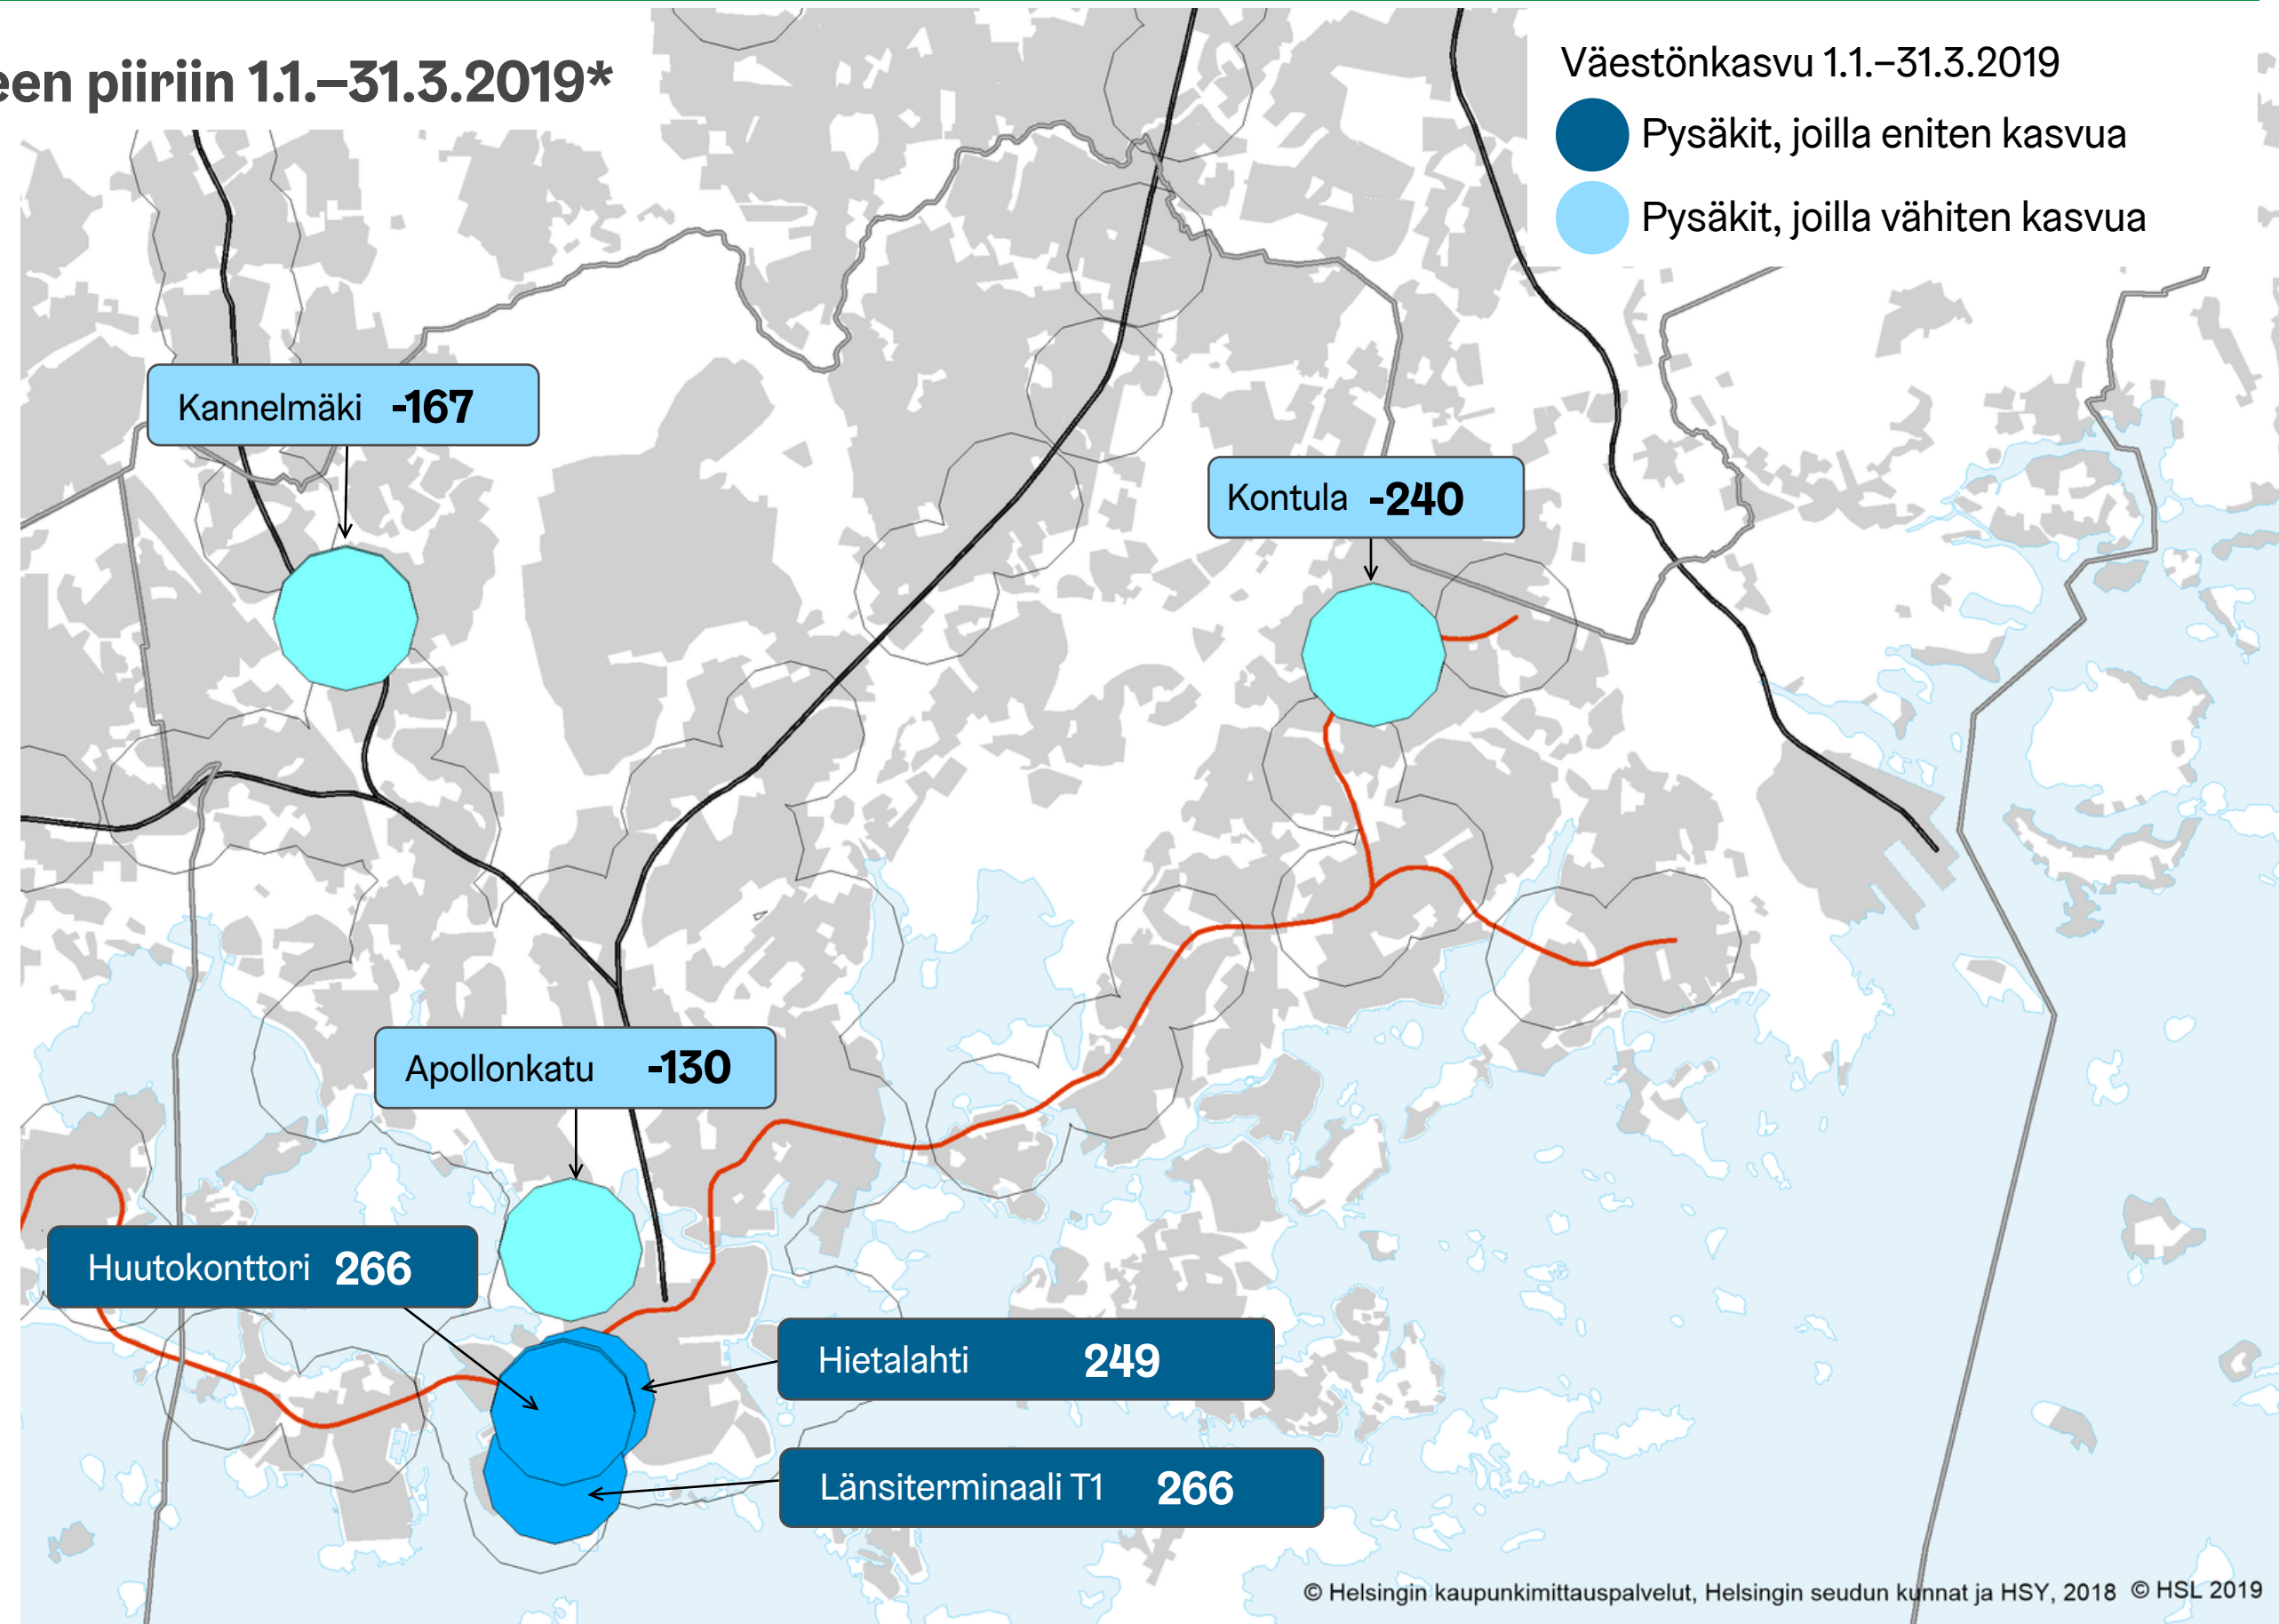 een piiriin 1.1.–31.3.2019*
Väestönkasvu 1.1.–31.3.2019
Pysäkit, joilla eniten kasvua
Pysäkit, joilla vähiten kasvua
Kannelmäki -167
Kontula -240
Apollonkatu -130
Huutokonttori 266
Hietalahti 249
Länsiterminaali T1 266
© Helsingin kaupunkimittauspalvelut, Helsingin seudun kunnat ja HSY, 2018 © HSL 2019